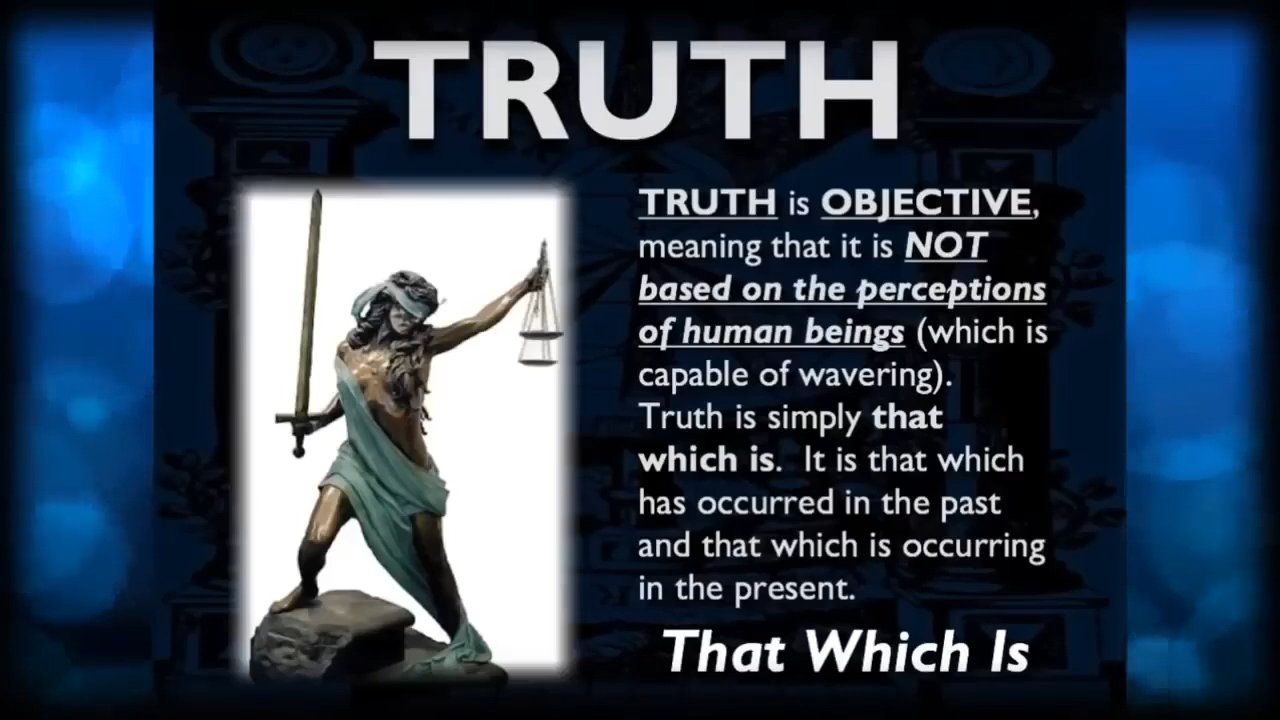 TRUTH
TRUTH is OBJECTIVE,
meaning that it is NOT
based on the perceptions
of human beings (which is
capable of wavering).
Truth is simply that
which is. It is that which
has occurred in the past
and that which is occurring
in the present.
That Which Is